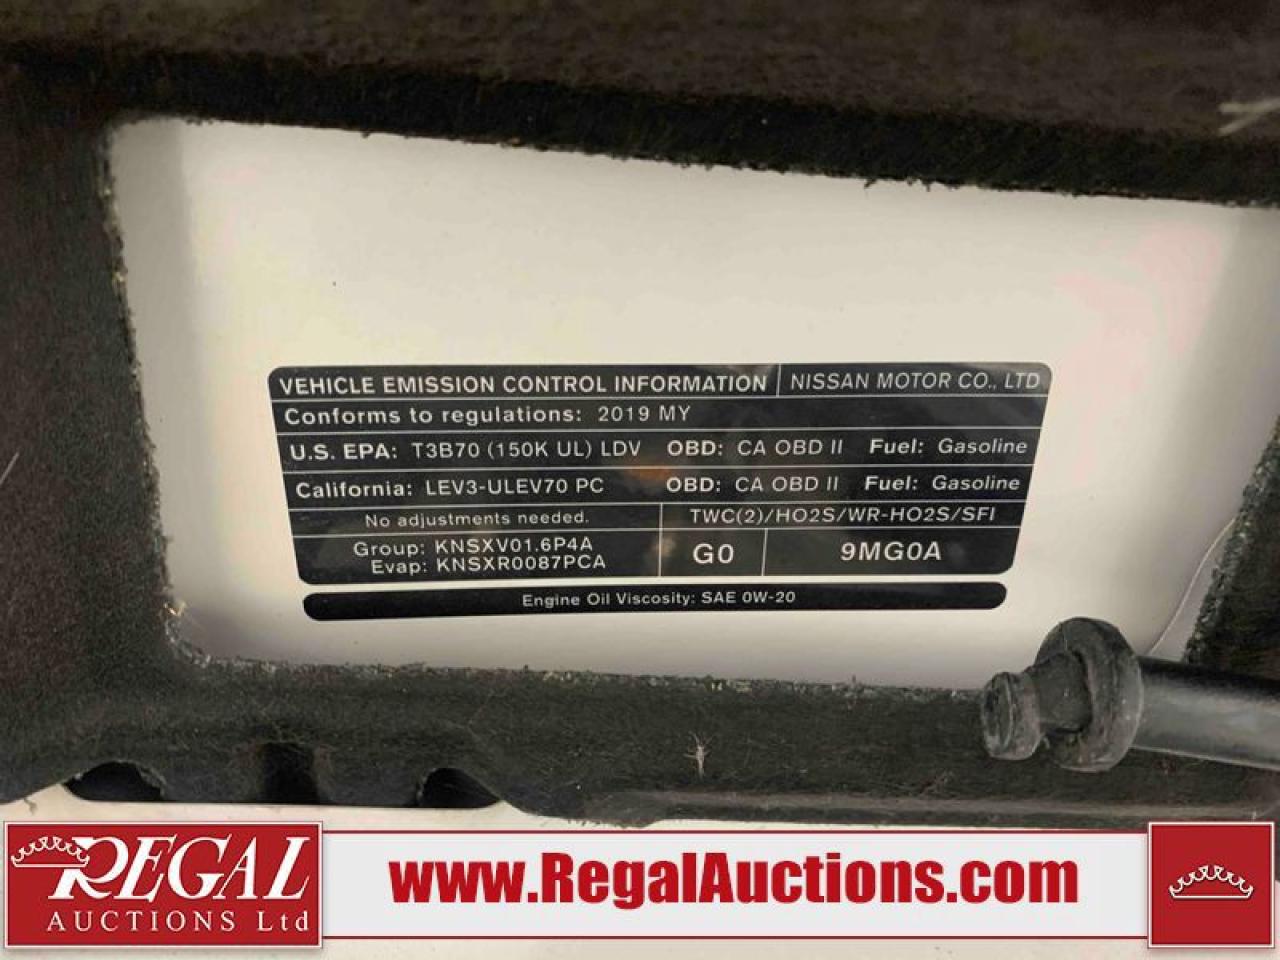 VEHICLE EMISSION CONTROL INFORMATION NISSAN MOTOR CO., LTD
Conforms to regulations: 2019 MY
U.S. EPA: T3B70 (150K UL) LDV OBD: CA OBD II Fuel: Gasoline
California: LEV3-ULEV70 PC OBD: CA OBD II Fuel: Gasoline
No adjustments needed. TWC(2)/HO2S/WR-HO2S/SFI
Group: KNSXV01.6P4A
Evap: KNSXR0087PCA
G0 9MG0A
Engine Oil Viscosity: SAE 0W-20
REGAL
AUCTIONS Ltd
www.RegalAuctions.com